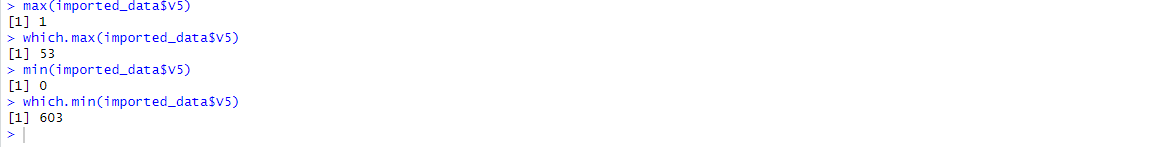 > max(imported_data$V5)
[1] 1
> which.max(imported_data$V5)
[1] 53
> min(imported_data$V5)
[1] 0
> which.min(imported_data$V5)
[1] 603
>